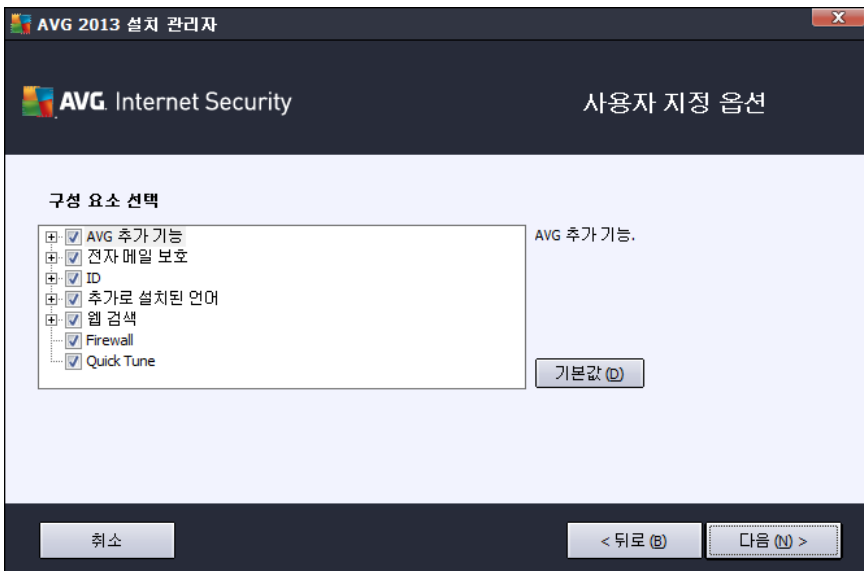 AVG 2013 설치 관리자
AVG. Internet Security
사용자 지정 옵션
구성 요소 선택
AVG 추가 기능
전자 메일 보호
ID
추가로 설치된 언어
웹 검색
Firewall
Quick Tune
AVG 추가 기능.
기본값 (D)
취소
< 뒤로 (B)
다음 (N) >